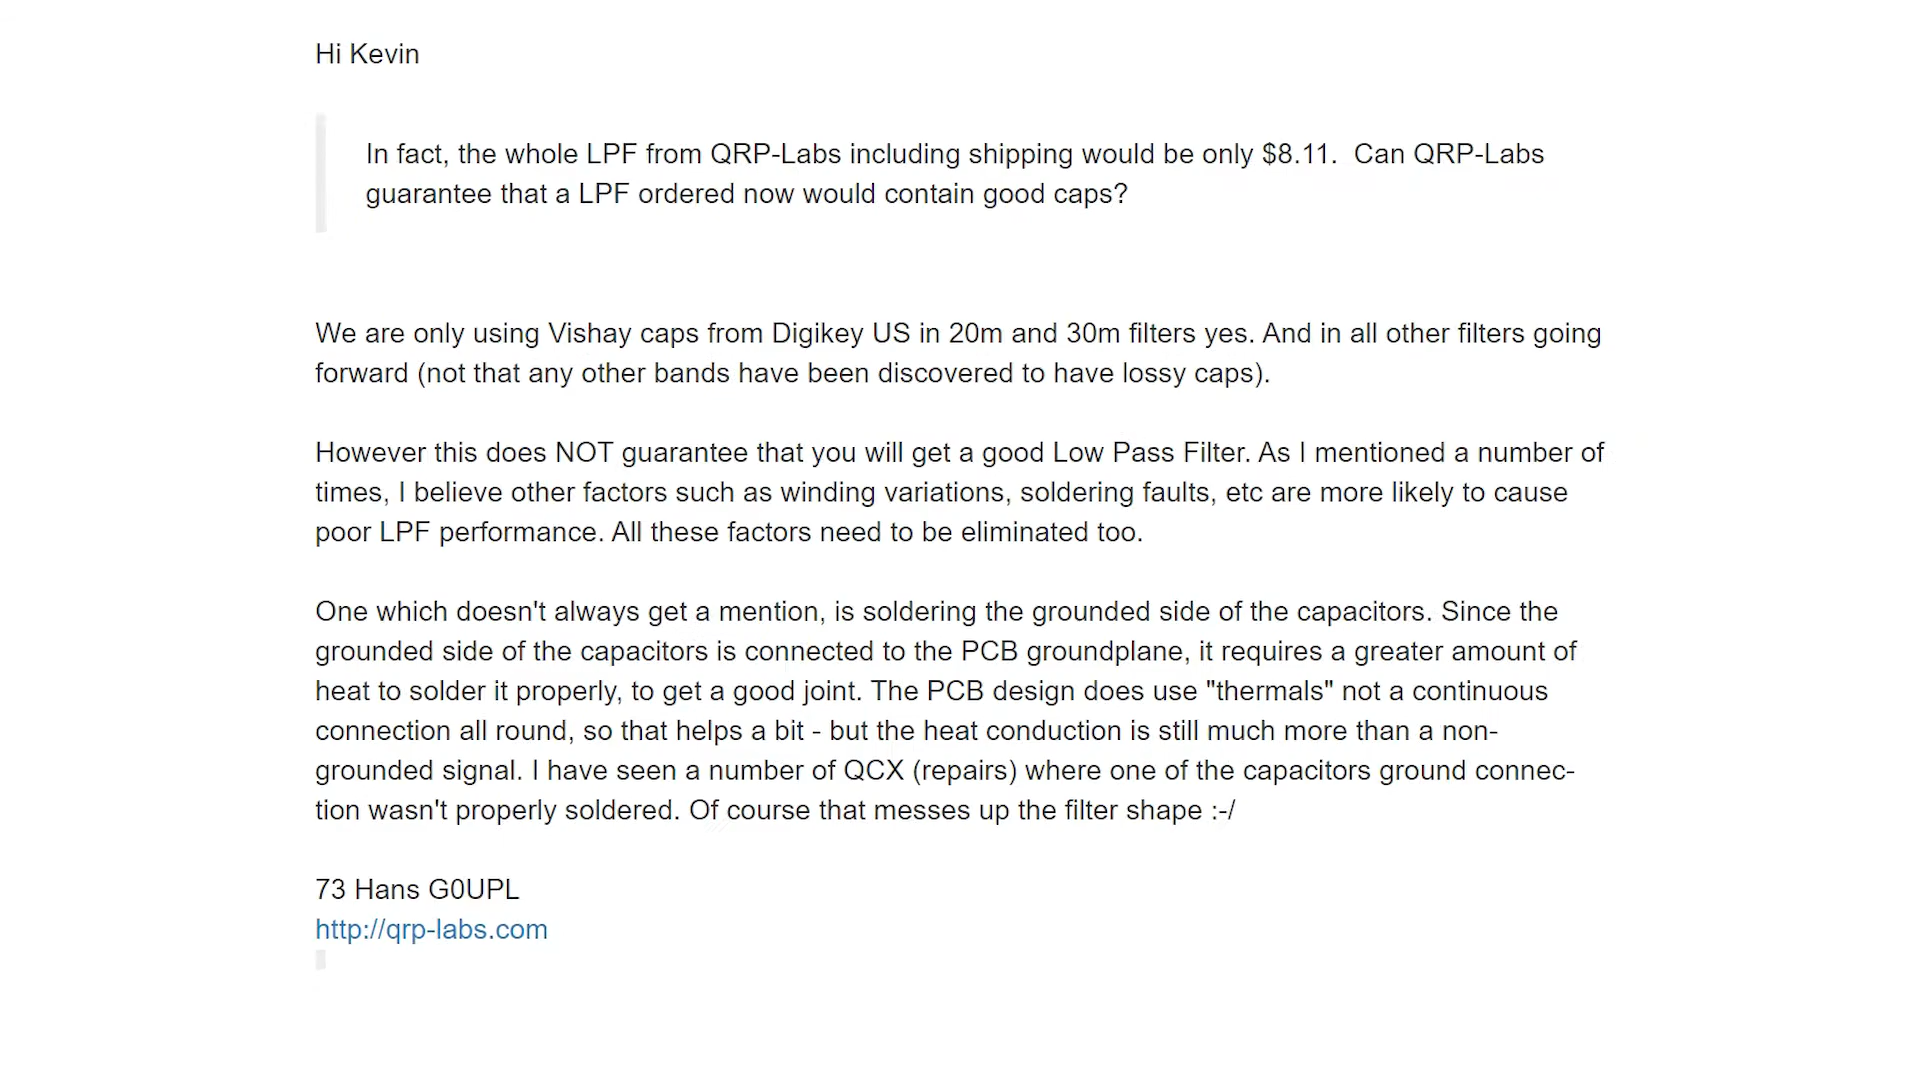 Hi Kevin
In fact, the whole LPF from QRP-Labs including shipping would be only $8.11.  Can QRP-Labs
guarantee that a LPF ordered now would contain good caps?
We are only using Vishay caps from Digikey US in 20m and 30m filters yes. And in all other filters going
forward (not that any other bands have been discovered to have lossy caps).
However this does NOT guarantee that you will get a good Low Pass Filter. As I mentioned a number of
times, I believe other factors such as winding variations, soldering faults, etc are more likely to cause
poor LPF performance. All these factors need to be eliminated too.
One which doesn't always get a mention, is soldering the grounded side of the capacitors. Since the
grounded side of the capacitors is connected to the PCB groundplane, it requires a greater amount of
heat to solder it properly, to get a good joint. The PCB design does use "thermals" not a continuous
connection all round, so that helps a bit - but the heat conduction is still much more than a non-
grounded signal. I have seen a number of QCX (repairs) where one of the capacitors ground connec-
tion wasn't properly soldered. Of course that messes up the filter shape :-/
73 Hans G0UPL
http://qrp-labs.com